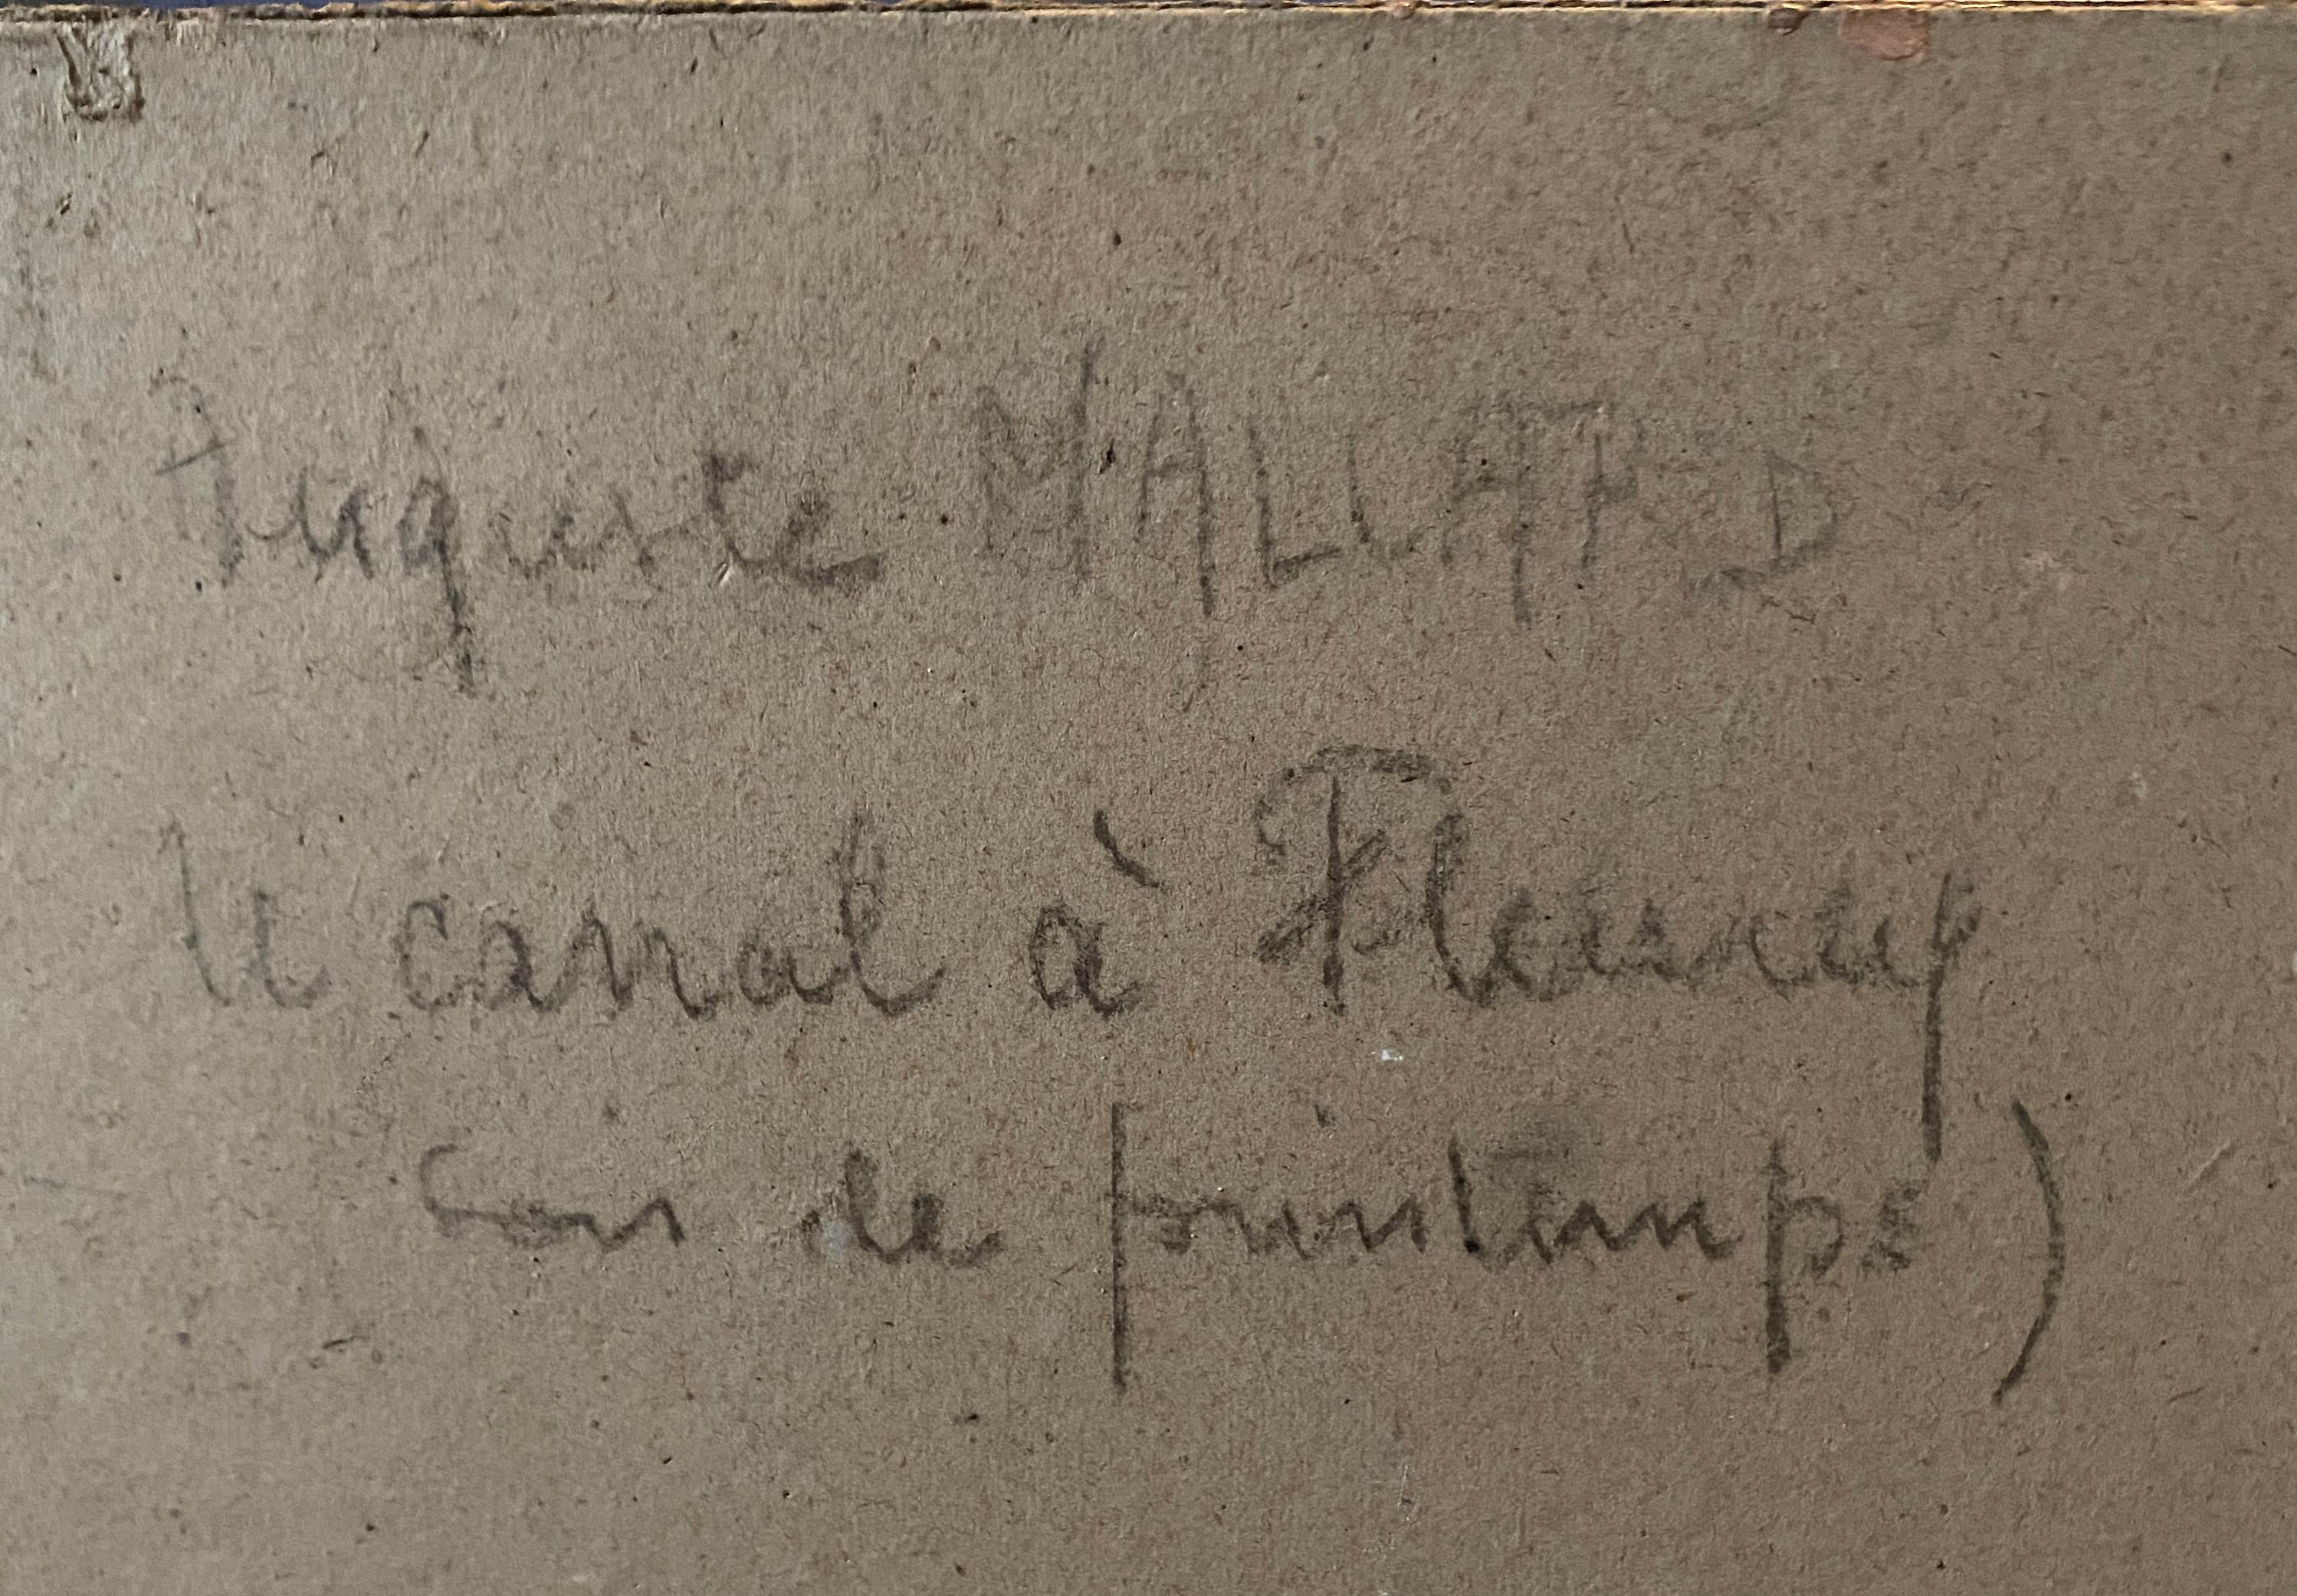 Auguste MALLARD
Le canal à Fleury
Soir de printemps)